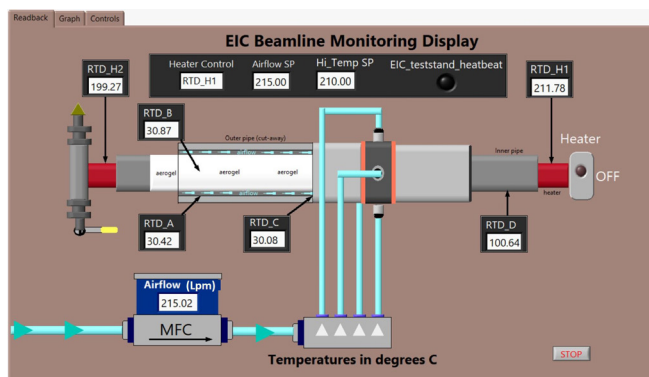 Readback Graph Controls
EIC Beamline Monitoring Display
Heater Control
RTD_H1
Airflow SP
215.00
Hi_Temp SP
210.00
EIC_teststand_heatbeat
RTD_H2
199.27
RTD_H1
211.78
RTD_B
30.87
Outer pipe (cut-away)
airflow
Heater
OFF
Inner pipe
aerogel aerogel aerogel
airflow
heater
RTD_A
30.42
RTD_C
30.08
RTD_D
100.64
Airflow (Lpm)
215.02
MFC
Temperatures in degrees C
STOP